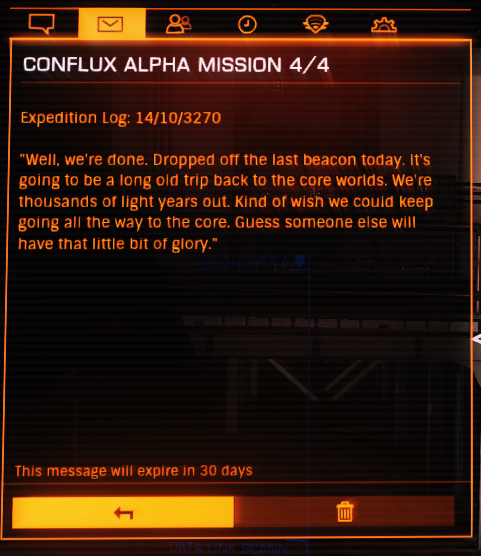 CONFLUX ALPHA MISSION 4/4
Expedition Log: 14/10/3270
"Well, we're done. Dropped off the last beacon today. It's
going to be a long old trip back to the core worlds. We're
thousands of light years out. Kind of wish we could keep
going all the way to the core. Guess someone else will
have that little bit of glory."
This message will expire in 30 days
DATA LINK SCANN